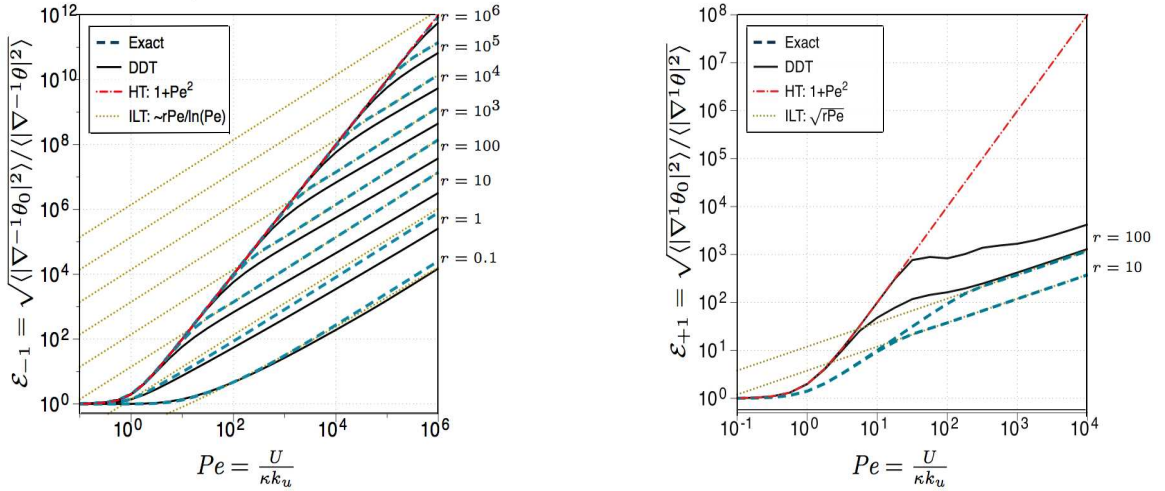 10^12
10^10
10^8
10^6
10^4
10^2
10^0
ℰ_{−1} = √⟨|∇^{−1}θ_0|^2⟩/⟨|∇^{−1}θ|^2⟩
Exact
DDT
HT: 1+Pe^2
ILT: ~rPe/ln(Pe)
r = 10^6
r = 10^5
r = 10^4
r = 10^3
r = 100
r = 10
r = 1
r = 0.1
10^0 10^2 10^4 10^6
Pe = U/κk_u
10^8
10^7
10^6
10^5
10^4
10^3
10^2
10^1
10^0
ℰ_{+1} = √⟨|∇^1θ_0|^2⟩/⟨|∇^1θ|^2⟩
Exact
DDT
HT: 1+Pe^2
ILT: √rPe
r = 100
r = 10
10^-1 10^0 10^1 10^2 10^3 10^4
Pe = U/κk_u